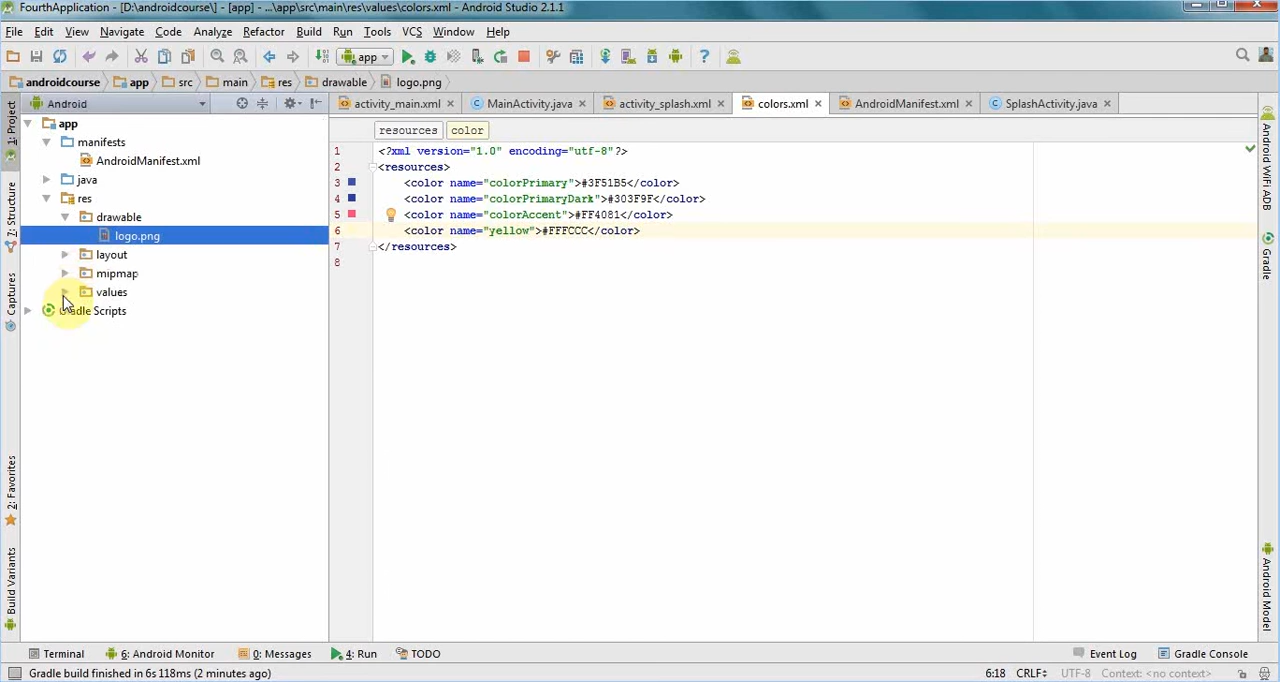 FourthApplication - [D:\androidcourse\] - [app] - ...\app\src\main\res\values\colors.xml - Android Studio 2.1.1
File Edit View Navigate Code Analyze Refactor Build Run Tools VCS Window Help
app
androidcourse app src main res drawable logo.png
Android
activity_main.xml MainActivity.java activity_splash.xml colors.xml AndroidManifest.xml SplashActivity.java
resources color
app
manifests
AndroidManifest.xml
java
res
drawable
logo.png
layout
mipmap
values
Gradle Scripts
1 <?xml version="1.0" encoding="utf-8"?>
2 <resources>
3 <color name="colorPrimary">#3F51B5</color>
4 <color name="colorPrimaryDark">#303F9F</color>
5 <color name="colorAccent">#FF4081</color>
6 <color name="yellow">#FFFCCC</color>
7 </resources>
8
1: Project
7: Structure
Captures
2: Favorites
Build Variants
Android WiFi ADB
Gradle
Android Model
Terminal 6: Android Monitor 0: Messages 4: Run TODO Event Log Gradle Console
Gradle build finished in 6s 118ms (2 minutes ago) 6:18 CRLF UTF-8 Context: <no context>